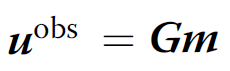 u^obs = Gm